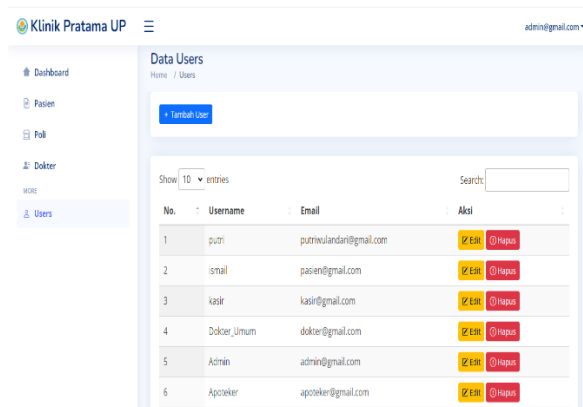 Klinik Pratama UP
admin@gmail.com
Dashboard
Pasien
Poli
Dokter
MORE
Users
Data Users
Home / Users
+ Tambah User
Show 10 entries
Search:
No. Username Email Aksi
1 putri putriwulandari@gmail.com Edit Hapus
2 ismail pasien@gmail.com Edit Hapus
3 kasir kasir@gmail.com Edit Hapus
4 Dokter_Umum dokter@gmail.com Edit Hapus
5 Admin admin@gmail.com Edit Hapus
6 Apoteker apoteker@gmail.com Edit Hapus